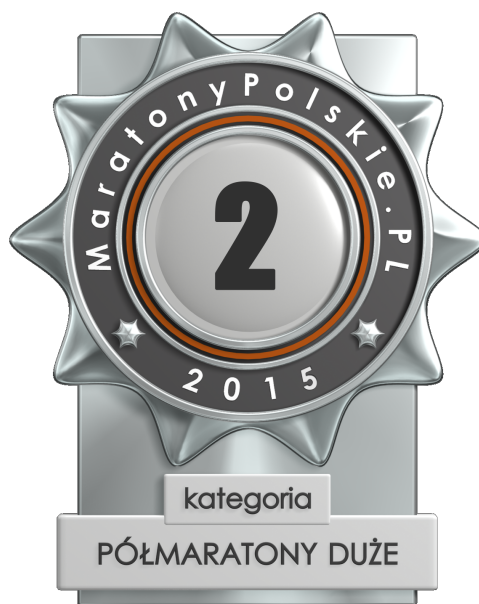 MaratonyPolskie.PL
2
2015
kategoria
PÓŁMARATONY DUŻE